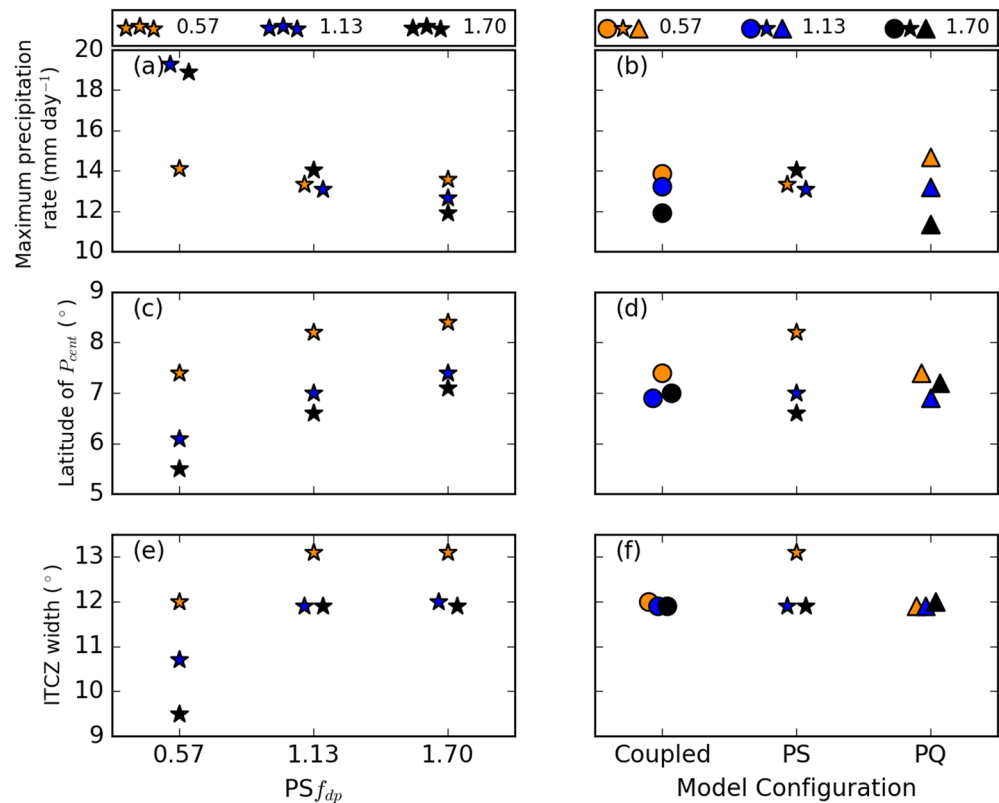 0.57 1.13 1.70
0.57 1.13 1.70
Maximum precipitation
rate (mm day⁻¹)
20
18
16
14
12
10
(a)
(b)
Latitude of P_cent (°)
9
8
7
6
5
(c)
(d)
ITCZ width (°)
13
12
11
10
9
(e)
(f)
0.57 1.13 1.70
PSf_dp
Coupled PS PQ
Model Configuration